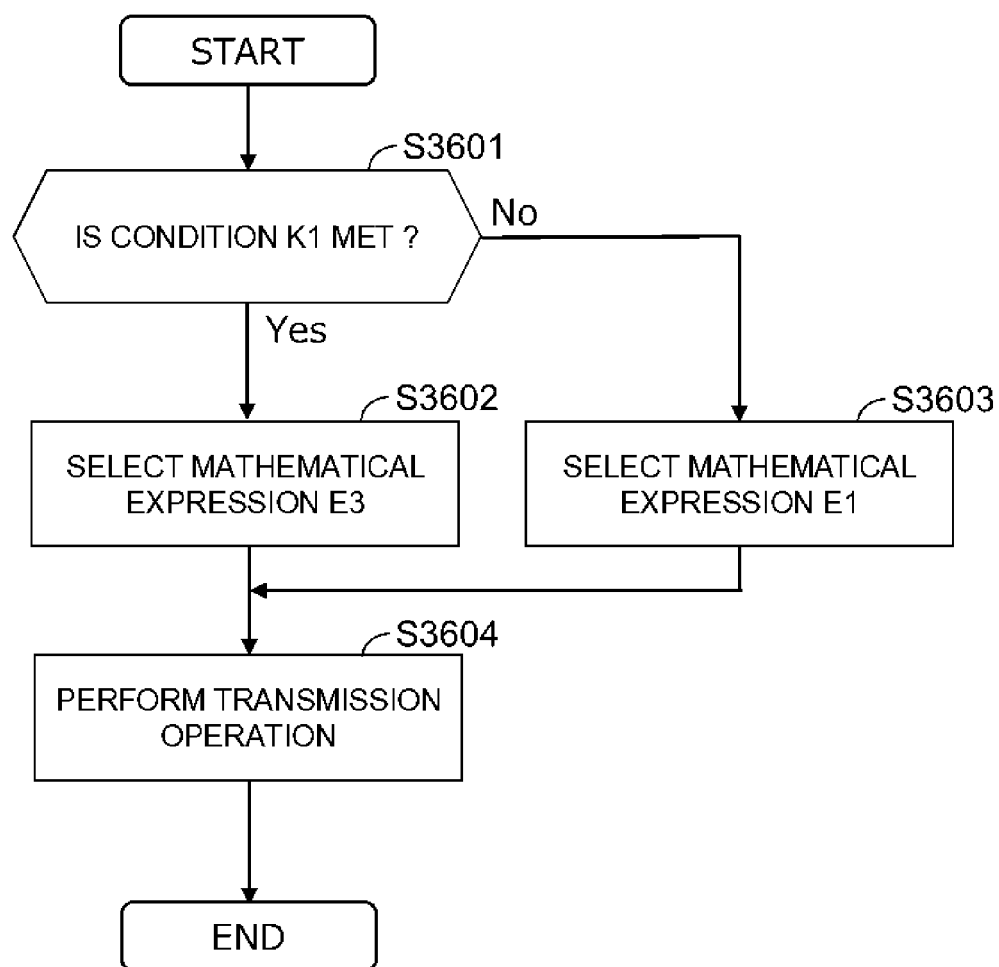 START
S3601
IS CONDITION K1 MET ?
No
Yes
S3602
SELECT MATHEMATICAL
EXPRESSION E3
S3603
SELECT MATHEMATICAL
EXPRESSION E1
S3604
PERFORM TRANSMISSION
OPERATION
END